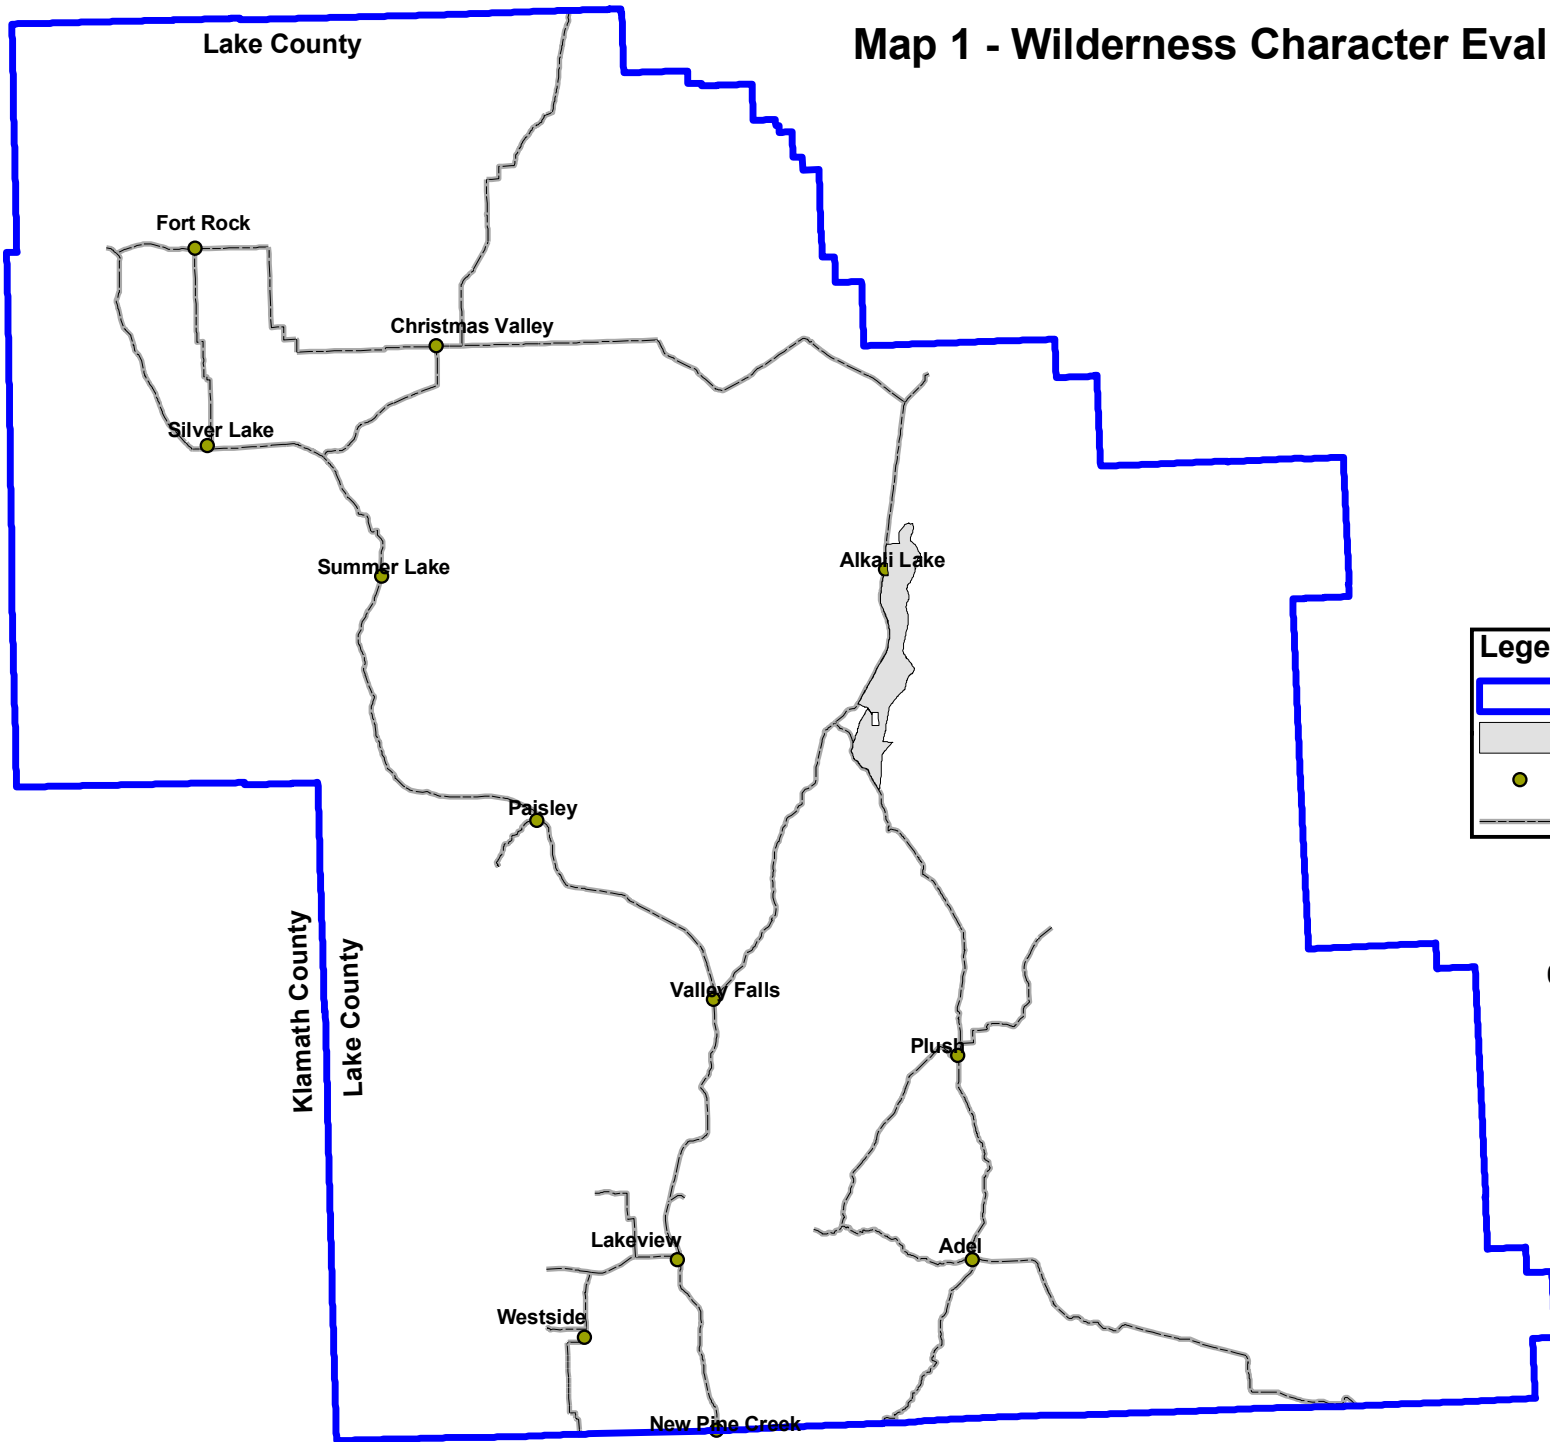 Map 1 - Wilderness Character Eval
Lake County
Fort Rock
Christmas Valley
Silver Lake
Summer Lake
Alkali Lake
Lege
Paisley
Klamath County
Lake County
Valley Falls
Plush
Lakeview
Adel
Westside
New Pine Creek